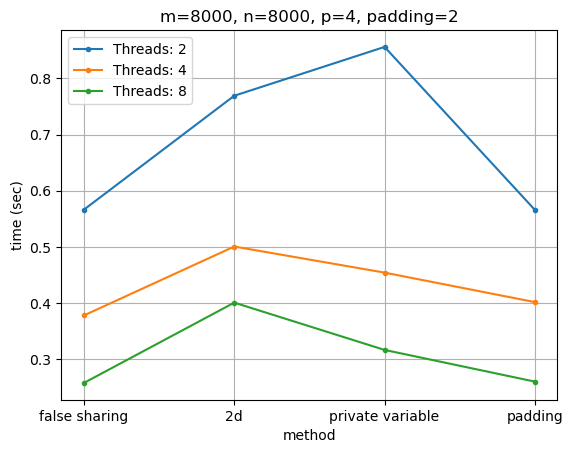 m=8000, n=8000, p=4, padding=2
Threads: 2
Threads: 4
Threads: 8
0.8
0.7
0.6
0.5
0.4
0.3
time (sec)
false sharing 2d private variable padding
method